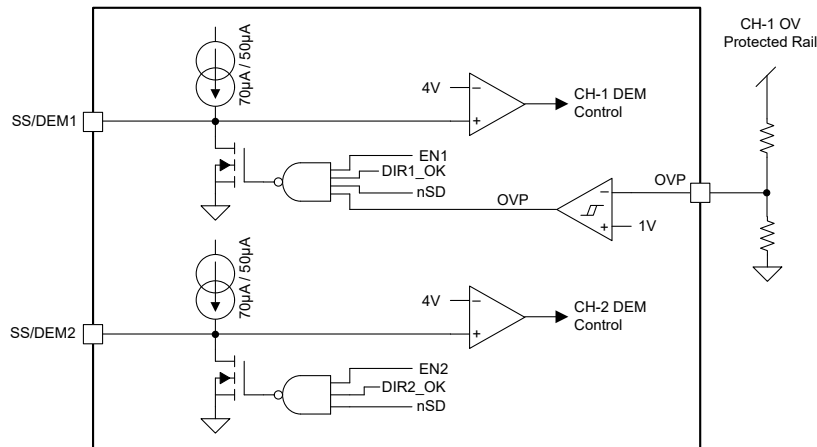 CH-1 OV
Protected Rail
70µA / 50µA
4V
CH-1 DEM
Control
SS/DEM1
EN1
DIR1_OK
nSD
OVP
OVP
1V
70µA / 50µA
4V
CH-2 DEM
Control
SS/DEM2
EN2
DIR2_OK
nSD